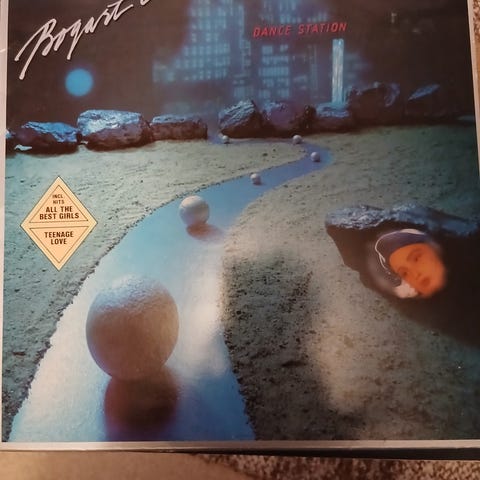 Bogart
DANCE STATION
INCL.
HITS
ALL THE
BEST GIRLS
TEENAGE
LOVE